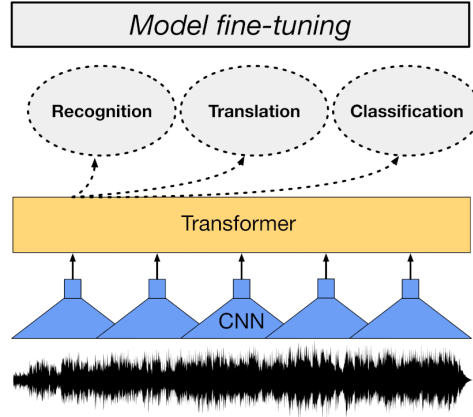 Model fine-tuning
Recognition Translation Classification
Transformer
CNN